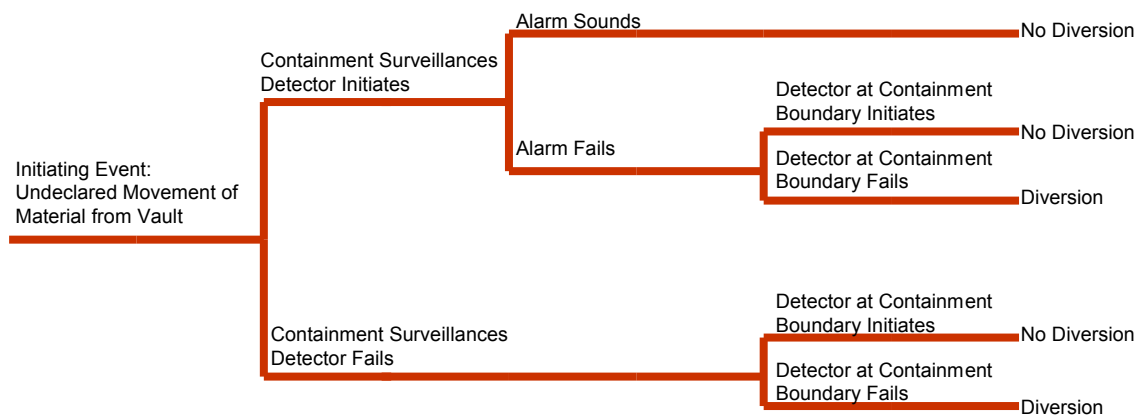 Alarm Sounds
No Diversion
Containment Surveillances
Detector Initiates
Detector at Containment
Boundary Initiates
No Diversion
Alarm Fails
Detector at Containment
Boundary Fails
Diversion
Initiating Event:
Undeclared Movement of
Material from Vault
Detector at Containment
Boundary Initiates
No Diversion
Containment Surveillances
Detector Fails
Detector at Containment
Boundary Fails
Diversion